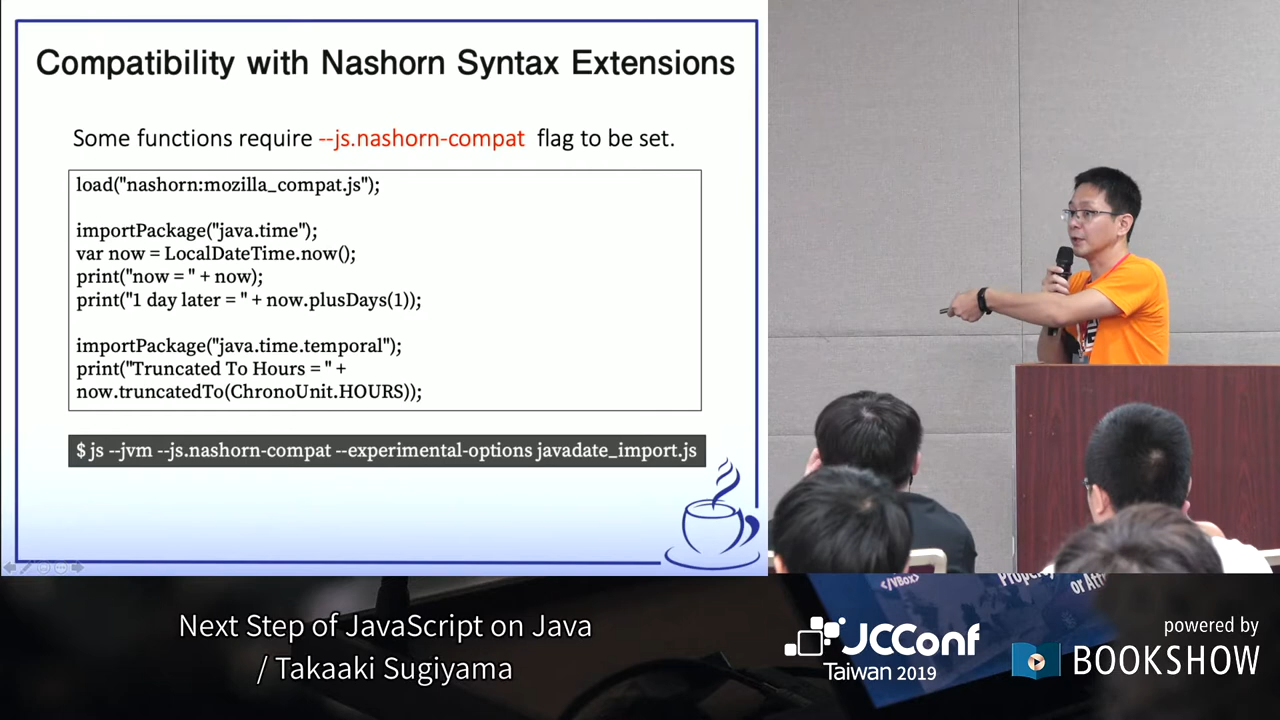 Compatibility with Nashorn Syntax Extensions
Some functions require --js.nashorn-compat flag to be set.
load("nashorn:mozilla_compat.js");
importPackage("java.time");
var now = LocalDateTime.now();
print("now = " + now);
print("1 day later = " + now.plusDays(1));
importPackage("java.time.temporal");
print("Truncated To Hours = " +
now.truncatedTo(ChronoUnit.HOURS));
$ js --jvm --js.nashorn-compat --experimental-options javadate_import.js
</VBox>
or
Next Step of JavaScript on Java
/ Takaaki Sugiyama
JCConf
Taiwan 2019
powered by
BOOKSHOW